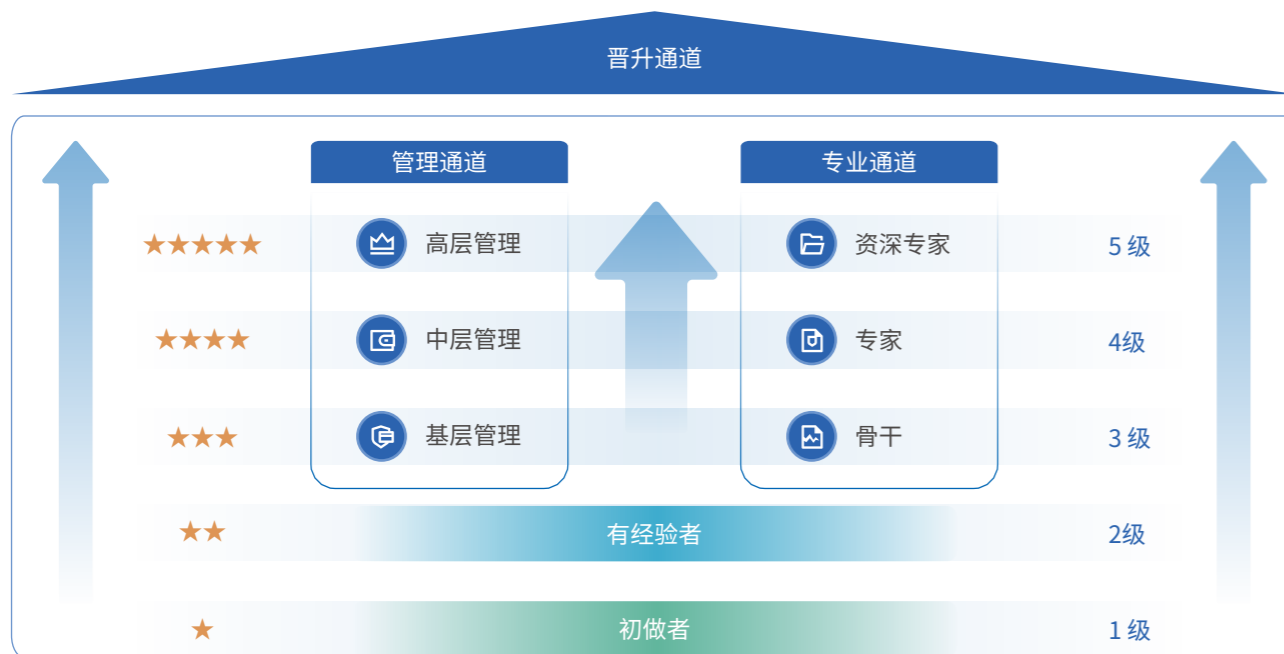 晋升通道
管理通道
专业通道
高层管理
资深专家
5 级
中层管理
专家
4级
基层管理
骨干
3 级
有经验者
2级
初做者
1 级